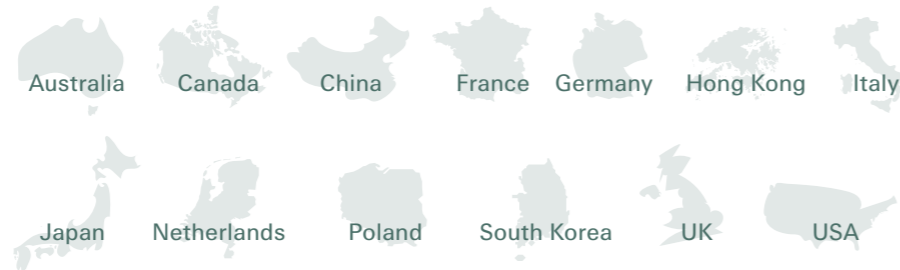 Australia Canada China France Germany Hong Kong Italy
Japan Netherlands Poland South Korea UK USA